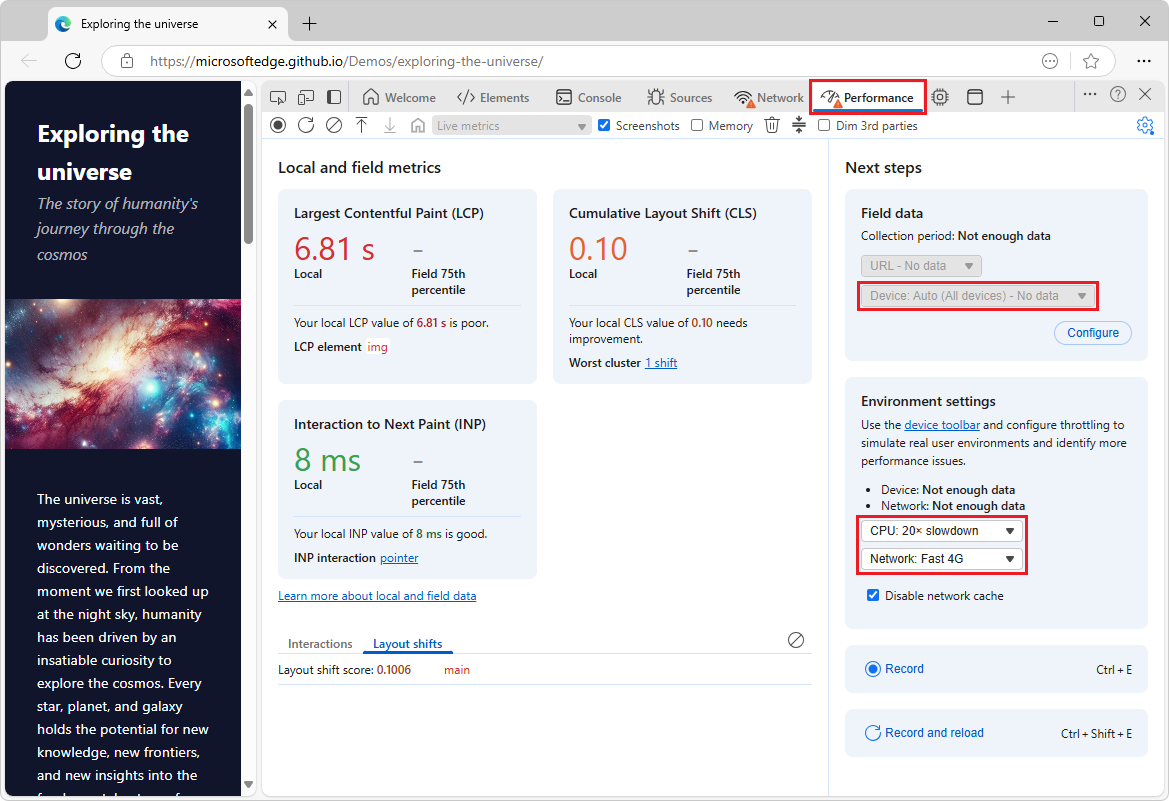 Exploring the universe
https://microsoftedge.github.io/Demos/exploring-the-universe/
Exploring the
universe
The story of humanity's
journey through the
cosmos
The universe is vast,
mysterious, and full of
wonders waiting to be
discovered. From the
moment we first looked up
at the night sky, humanity
has been driven by an
insatiable curiosity to
explore the cosmos. Every
star, planet, and galaxy
holds the potential for new
knowledge, new frontiers,
and new insights into the
Welcome
Elements
Console
Sources
Network
Performance
Live metrics
Screenshots
Memory
Dim 3rd parties
Local and field metrics
Largest Contentful Paint (LCP)
6.81 s –
Local Field 75th
percentile
Your local LCP value of 6.81 s is poor.
LCP element img
Cumulative Layout Shift (CLS)
0.10 –
Local Field 75th
percentile
Your local CLS value of 0.10 needs
improvement.
Worst cluster 1 shift
Interaction to Next Paint (INP)
8 ms –
Local Field 75th
percentile
Your local INP value of 8 ms is good.
INP interaction pointer
Learn more about local and field data
Interactions Layout shifts
Layout shift score: 0.1006 main
Next steps
Field data
Collection period: Not enough data
URL - No data
Device: Auto (All devices) - No data
Configure
Environment settings
Use the device toolbar and configure throttling to
simulate real user environments and identify more
performance issues.
• Device: Not enough data
• Network: Not enough data
CPU: 20× slowdown
Network: Fast 4G
Disable network cache
Record Ctrl + E
Record and reload Ctrl + Shift + E